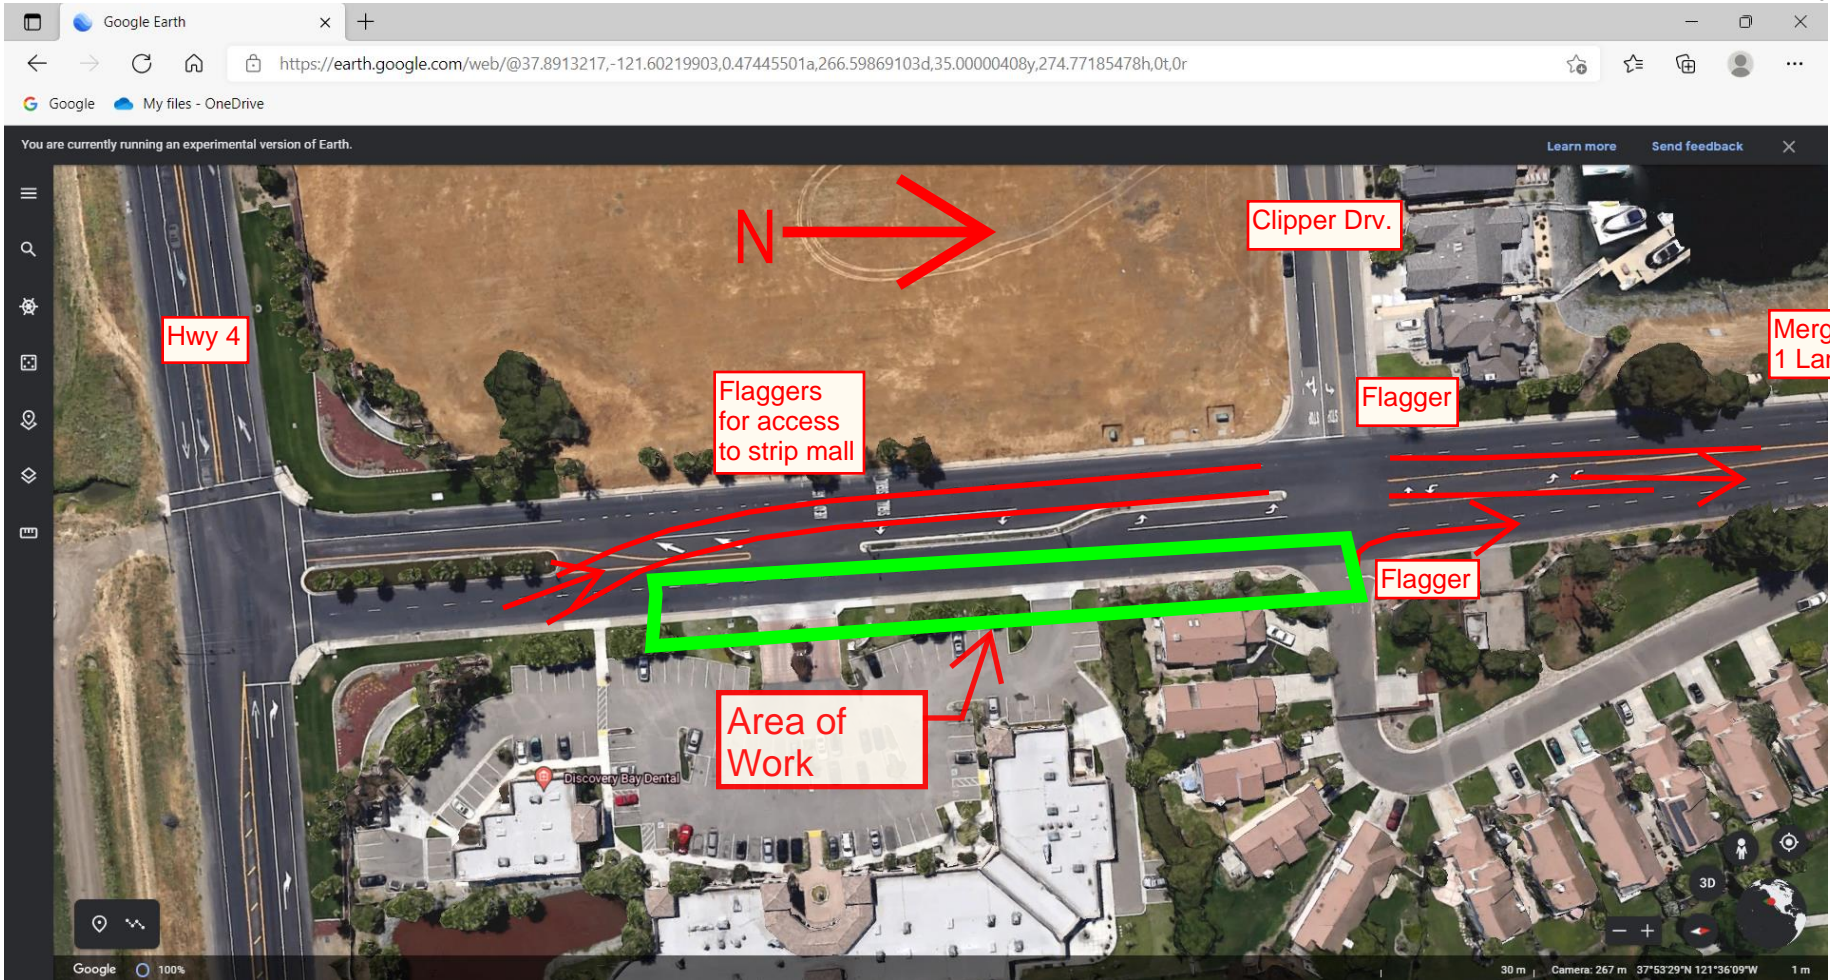 Google Earth
https://earth.google.com/web/@37.8913217,-121.60219903,0.47445501a,266.59869103d,35.00000408y,274.77185478h,0t,0r
Google
My files - OneDrive
You are currently running an experimental version of Earth.
Learn more
Send feedback
N
Clipper Drv.
Hwy 4
Merg
1 Lan
Flaggers
for access
to strip mall
Flagger
STOP
STOP
Flagger
Area of
Work
Discovery Bay Dental
3D
Google
100%
30 m
Camera: 267 m
37°53'29"N 121°36'09"W
1 m